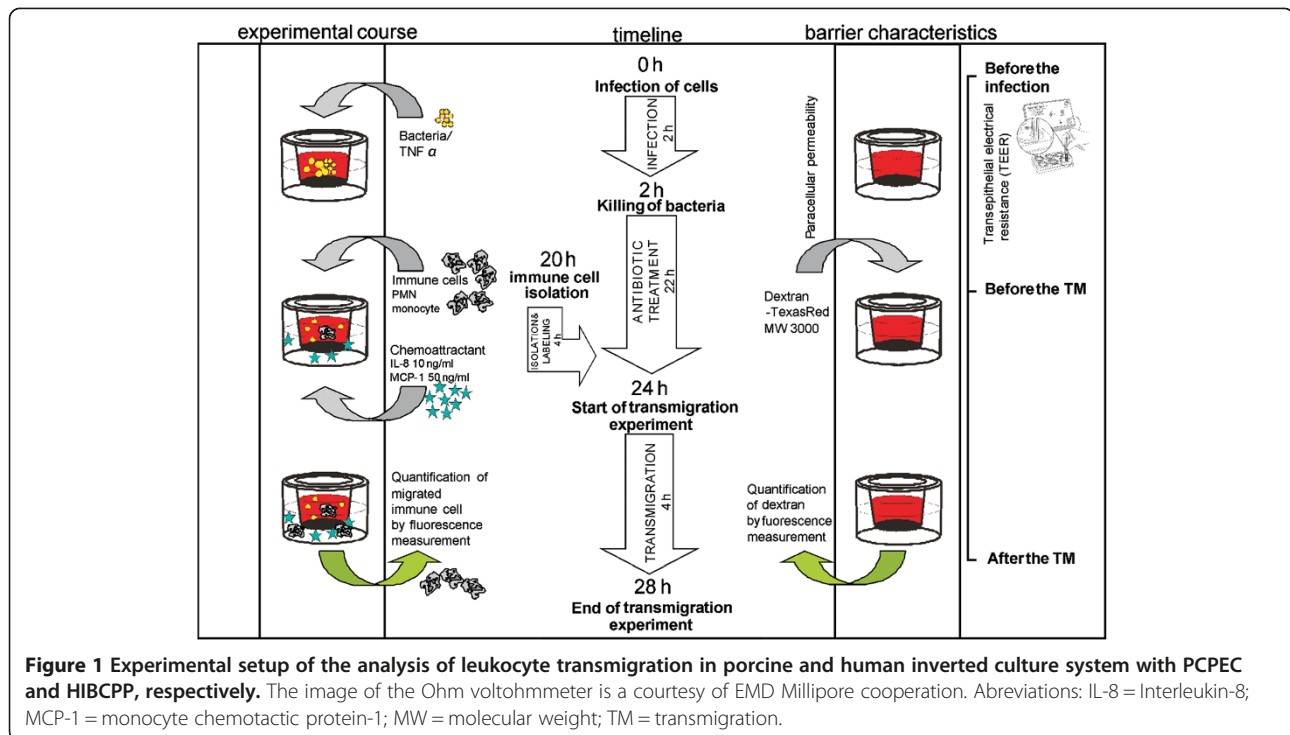 experimental course
timeline
barrier characteristics
0 h
Infection of cells
INFECTION
2h
2h
Killing of bacteria
ANTIBIOTIC
TREATMENT
22 h
20 h
immune cell
isolation
ISOLATION&
LABELING
4 h
24 h
Start of transmigration
experiment
TRANSMIGRATION
4 h
28 h
End of transmigration
experiment
Bacteria/
TNF α
Immune cells
PMN
monocyte
Chemoattractant
IL-8 10 ng/ml
MCP-1 50 ng/ml
Quantification of
migrated
immune cell
by fluorescence
measurement
Paracellular permeability
Dextran
-TexasRed
MW 3000
Quantification
of dextran
by fuorescence
measurement
Before the
infection
Transepithelial electrical
resistance (TEER)
Before the TM
After the TM
Figure 1 Experimental setup of the analysis of leukocyte transmigration in porcine and human inverted culture system with PCPEC
and HIBCPP, respectively. The image of the Ohm voltohmmeter is a courtesy of EMD Millipore cooperation. Abreviations: IL-8 = Interleukin-8;
MCP-1 = monocyte chemotactic protein-1; MW = molecular weight; TM = transmigration.